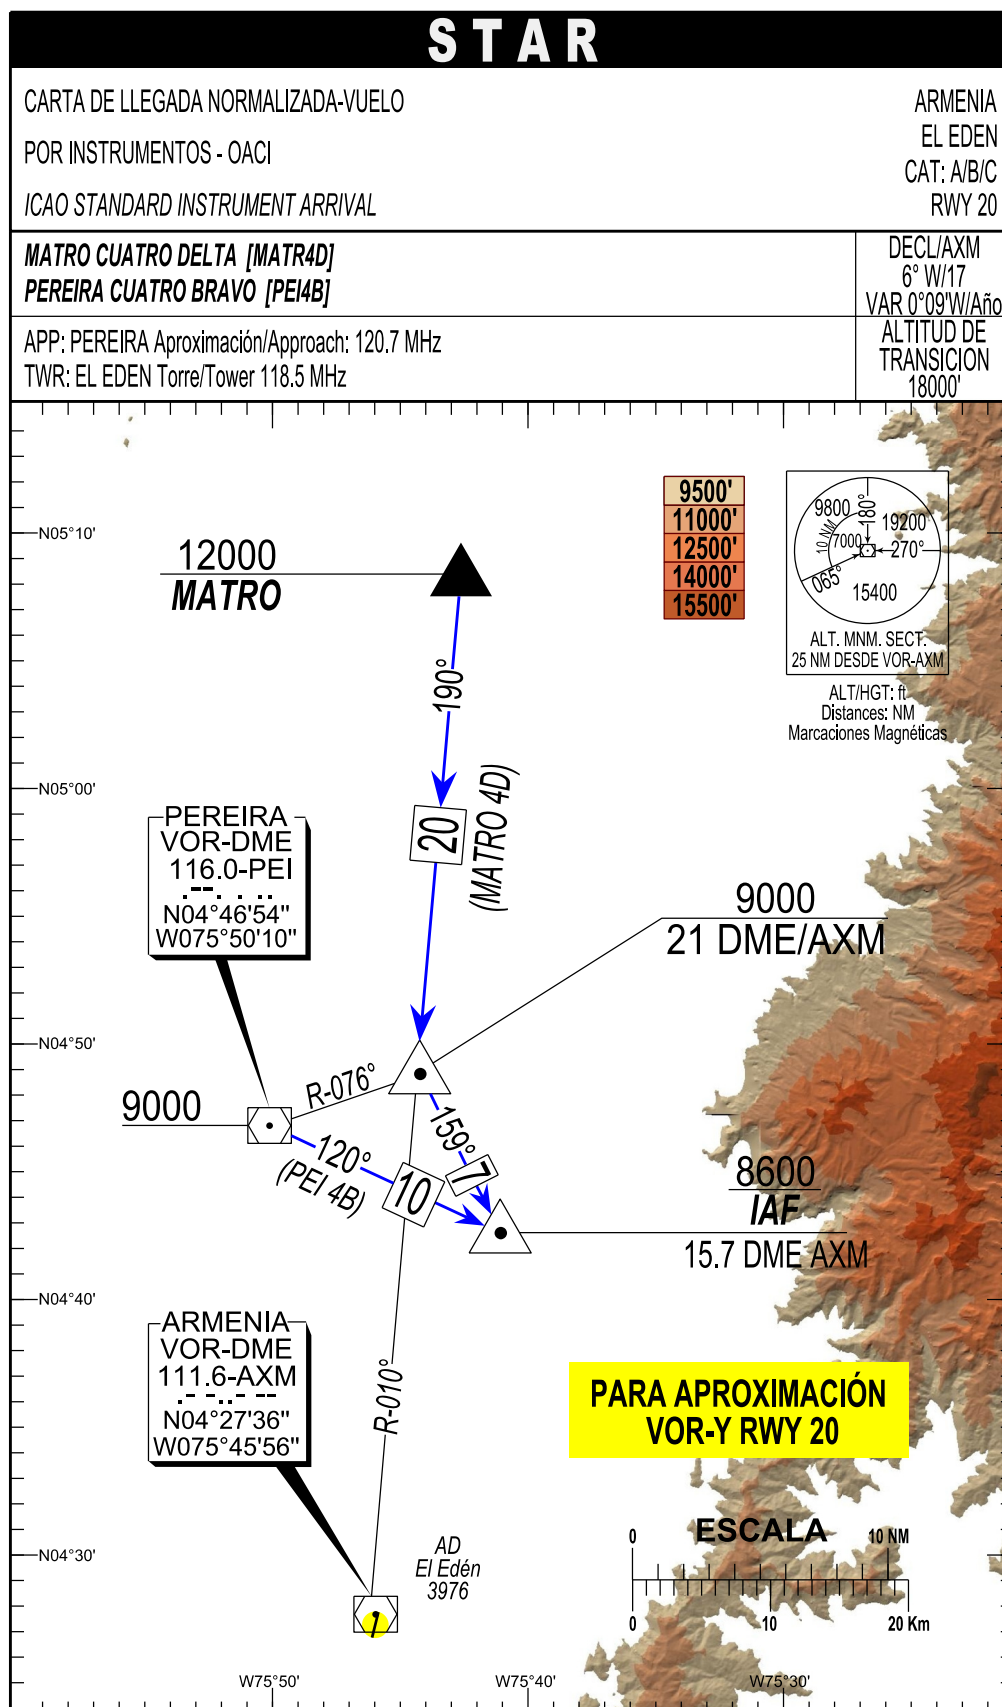 STAR
CARTA DE LLEGADA NORMALIZADA-VUELO
POR INSTRUMENTOS - OACI
ICAO STANDARD INSTRUMENT ARRIVAL
ARMENIA
EL EDEN
CAT: A/B/C
RWY 20
MATRO CUATRO DELTA [MATR4D]
PEREIRA CUATRO BRAVO [PEI4B]
DECL/AXM
6° W/17
VAR 0°09'W/Año
APP: PEREIRA Aproximación/Approach: 120.7 MHz
TWR: EL EDEN Torre/Tower 118.5 MHz
ALTITUD DE
TRANSICION
18000'
N05°10'
12000
MATRO
9500'
11000'
12500'
14000'
15500'
9800
180°
19200
10 NM
7000
270°
065°
15400
ALT. MNM. SECT.
25 NM DESDE VOR-AXM
ALT/HGT: ft
Distances: NM
Marcaciones Magnéticas
190°
N05°00'
20
(MATRO 4D)
PEREIRA
VOR-DME
116.0-PEI
N04°46'54"
W075°50'10"
9000
21 DME/AXM
N04°50'
R-076°
9000
159°
7
120°
(PEI 4B)
10
8600
IAF
15.7 DME AXM
N04°40'
ARMENIA
VOR-DME
111.6-AXM
N04°27'36"
W075°45'56"
R-010°
PARA APROXIMACIÓN
VOR-Y RWY 20
N04°30'
AD
El Edén
3976
ESCALA
0
10 NM
0
10
20 Km
W75°50'
W75°40'
W75°30'